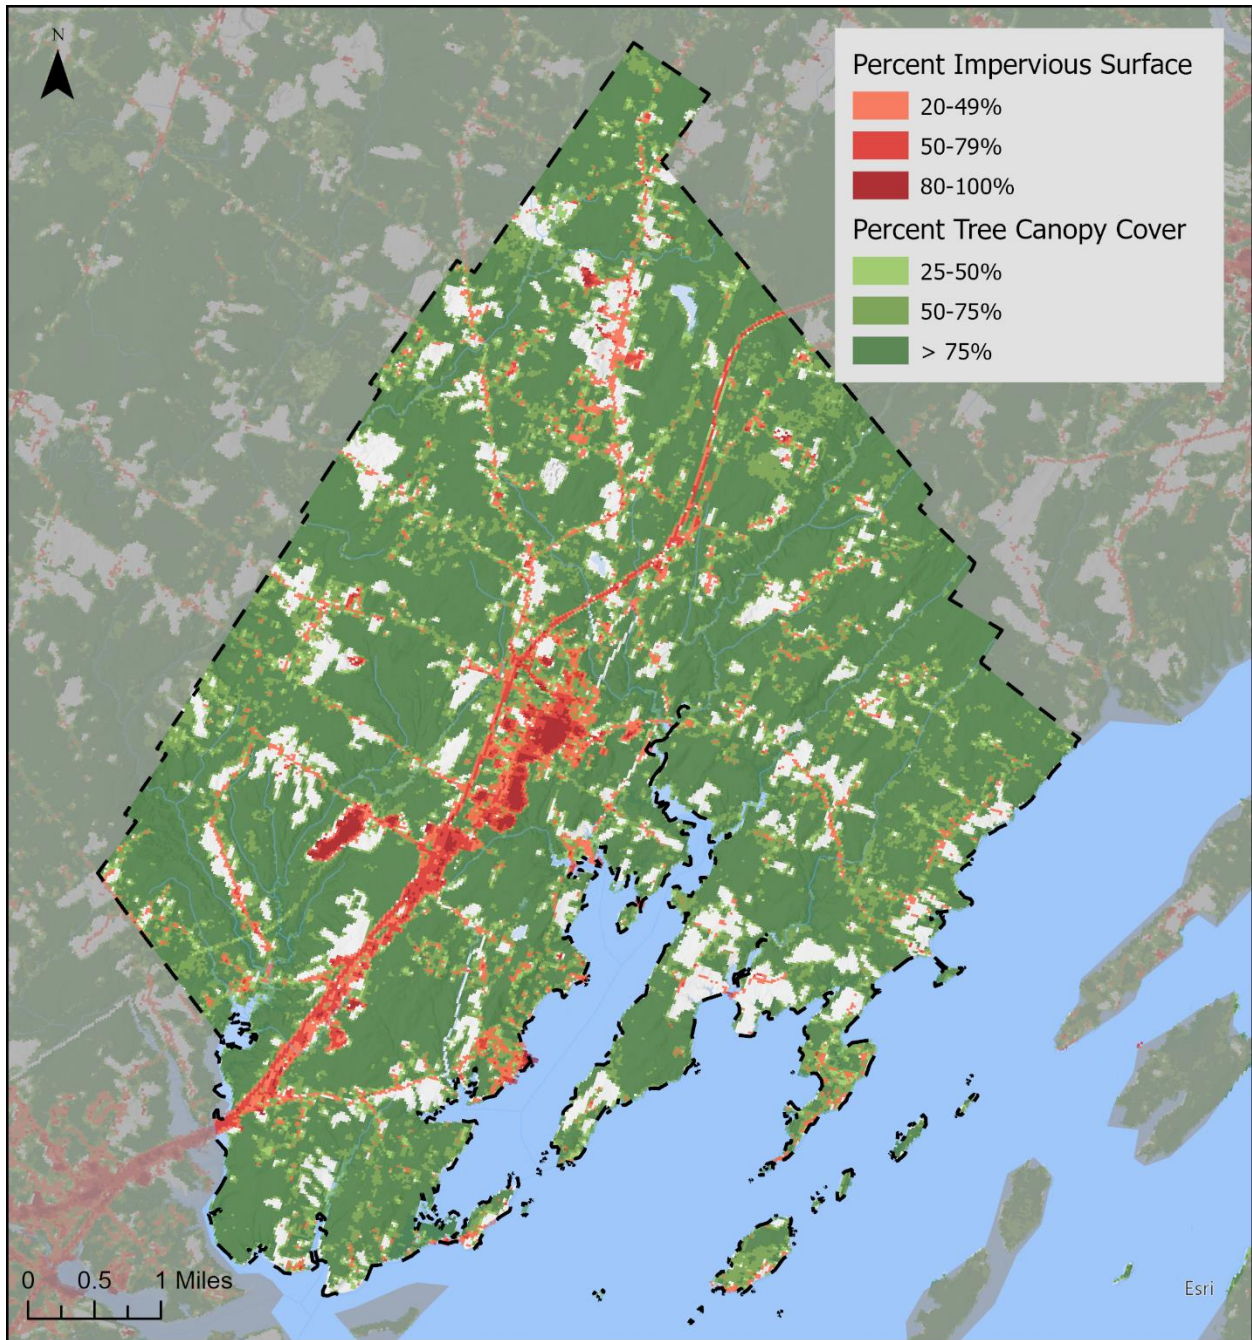 N
Percent Impervious Surface
20-49%
50-79%
80-100%
Percent Tree Canopy Cover
25-50%
50-75%
> 75%
0 0.5 1 Miles
Esri